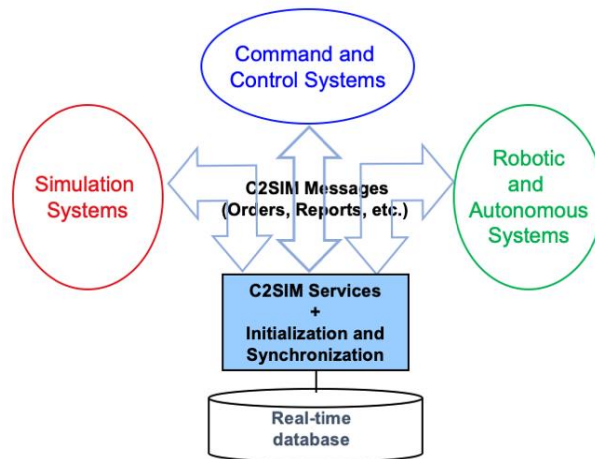 Command and
Control Systems
Simulation
Systems
Robotic
and
Autonomous
Systems
C2SIM Messages
(Orders, Reports, etc.)
C2SIM Services
+
Initialization and
Synchronization
Real-time
database